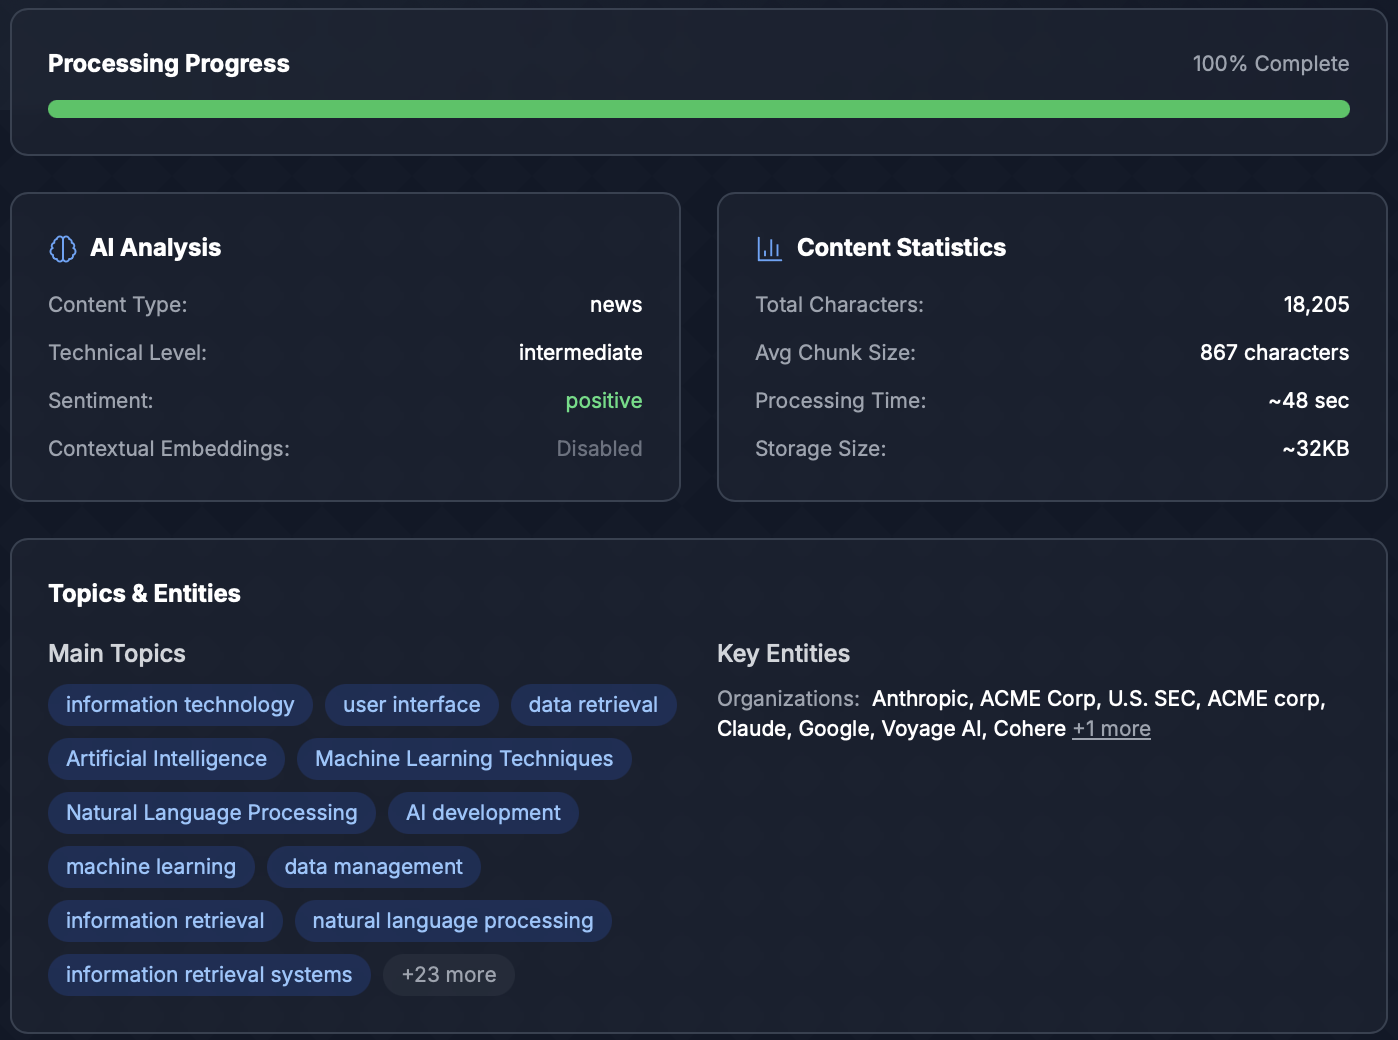 Processing Progress
100% Complete
AI Analysis
Content Type: news
Technical Level: intermediate
Sentiment: positive
Contextual Embeddings: Disabled
Content Statistics
Total Characters: 18,205
Avg Chunk Size: 867 characters
Processing Time: ~48 sec
Storage Size: ~32KB
Topics & Entities
Main Topics
information technology user interface data retrieval
Artificial Intelligence Machine Learning Techniques
Natural Language Processing AI development
machine learning data management
information retrieval natural language processing
information retrieval systems +23 more
Key Entities
Organizations: Anthropic, ACME Corp, U.S. SEC, ACME corp,
Claude, Google, Voyage AI, Cohere +1 more